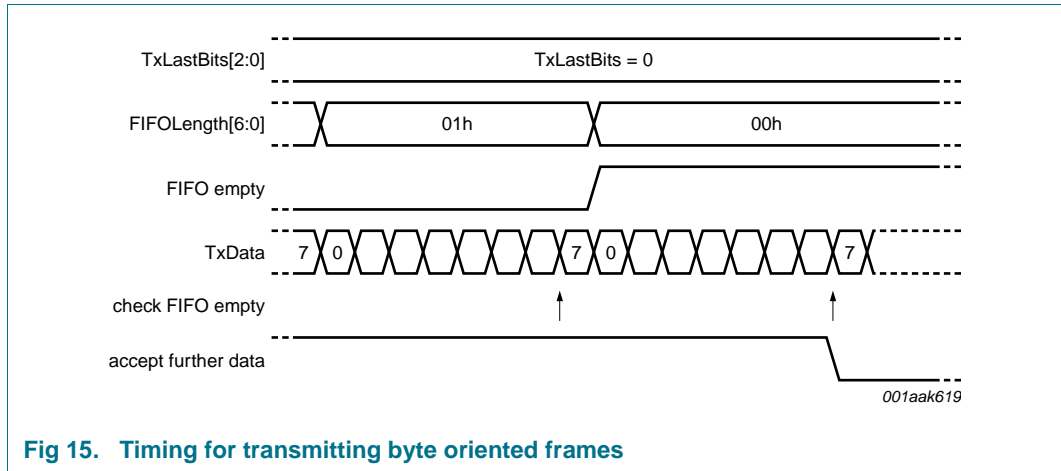 TxLastBits[2:0] TxLastBits = 0
FIFOLength[6:0] 01h 00h
FIFO empty
TxData 7 0 7 0 7
check FIFO empty
accept further data
001aak619
Fig 15. Timing for transmitting byte oriented frames